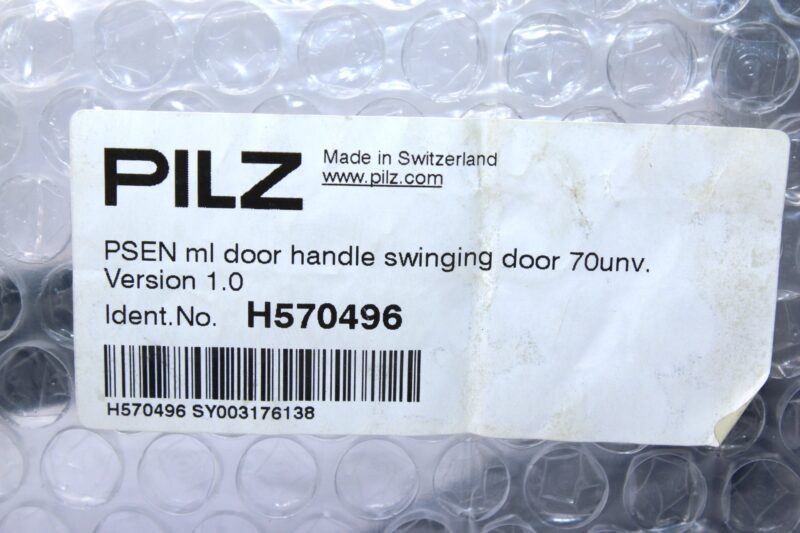 PILZ
Made in Switzerland
www.pilz.com
PSEN ml door handle swinging door 70unv.
Version 1.0
Ident.No. H570496
H570496 SY003176138